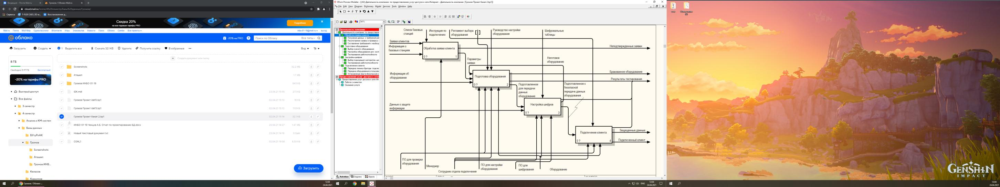 Входящие - Почта Mail.ru
Громов / Облако Mail.ru
cloud.mail.ru/home/4%20семестр/Базы%20данных/Громов/
Сервисы
T-FLEX CAD | 3D м...
Восстановление д...
Скидка 20%
на все годовые тарифы PRO
Подробнее
Mail.ru Почта Мой Мир Одноклассники ВКонтакте Игры Знакомства Новости Поиск Облако Combo Все проекты
inbo-01-19@mail.ru выход
облако
-20% на PRO
Поиск по Облаку
Все типы
Загрузить
Создать
1 Выделить все
Скачать 32.1 КБ
Удалить
Получить ссылку
В избранные
Вид
8 ГБ
Свободно 5.97 ГБ
Бесплатный
-20% на тарифы PRO
Быстрый доступ
Все файлы
3 семестр
4 семестр
Анализ и КМ систем
Базы данных
БУтуРлАК
Громов
Screenshots
Аташел
Громов ИНБ...
Келасов
Кириллов
Создать документ или папку
Screenshots 32.2 МБ
Аташел 1.7 МБ
Громов ИНБО-01-19 643 КБ
IDK.mdl 23.04.21 15:55 273 КБ
Громов Проект idef0.bp1 02.04.21 15:13 16 КБ
Громов Проект idef3.bp1 02.04.21 15:13 11.9 КБ
Громов Проект бэкап 2.bp1 02.04.21 15:14 32.1 КБ
ИНБО-01-19 Ченцов А.Б. Отчет по проектированию БД.docx 20.04.21 14:37 1.47 МБ
Новый текстовый документ.txt 23.04.21 14:18 0 байт
COM_1 02.04.21 19:58 6.55 КБ
Загрузить
Громов / Облако ...
12:04
24.04.2021
ERwin Process Modeler - [(A0) Деятельность компании по предоставлению услуг доступа к сети Интернет - Деятельность компании [Громов Проект бэкап 2.bp1]]
File Edit View Diagram Dictionary Model Services Tools Window Help
141%
Деятельность компании
Деятельность компании по предоставле
Обработка заявки клиента
Получение данных о требуемой ра
Рассмотрение заявки и проверка с
Составление требований к необхо
Подготовка оборудования
Выбор нужного оборудования
Настройка оборудования для соот
Тестирование работоспособности
Настройка шифров
Выбор подходящего алгоритма ши
Тестирование работоспособности
Подключение клиента
Передача техники бригаде подкле
Передача оборудования в пользова
Установление факта безопасной н
Предоставление услуг доступа к сети
Предоставление услуг доступа к сети Ин
Работа с клиентом
Оказание услуги
Activities
Diagrams
Objects
Список базовых
станций
Инструкция по
подключению
Регламент выбора
оборудования
Руководство настройки
оборудования
Шифровальные
таблицы
Заявки клиентов
Информация о
базовых станциях
Обработка заявки клиента
0 ? 1
Неподтвержденные заявки
Параметры
заявки
Неготовое
оборудование
Информация об
оборудовании
Подготовка оборудования
0 ? 2
Бракованное оборудование
Результаты тестирования
Подготовленное
для передачи
данных
оборудование
Подготовленное к
безопасной
передаче данных
оборудования
Данные о защите
информации
Настройка шифров
0 ? 3
Подключение клиента
0 ? 4
Защищенные данные
Подключенный клиент
ПО для проверки
оборудования
Менеджер
Сотрудник отдела подключения
ПО для настройки
оборудования
ПО для
шифрования
Оборудование
NODE:
TITLE:
NUMBER:
ENG
12:04
24.04.2021
GENSHIN
IMPACT
12:04
24.04.2021